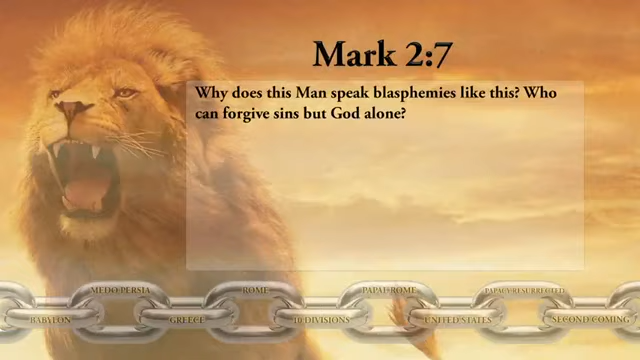 Mark 2:7
Why does this Man speak blasphemies like this? Who
can forgive sins but God alone?
MEDO-PERSIA ROME PAPAL ROME PAPACY RESURRECTED
BABYLON GREECE 10 DIVISIONS UNITED STATES SECOND COMING